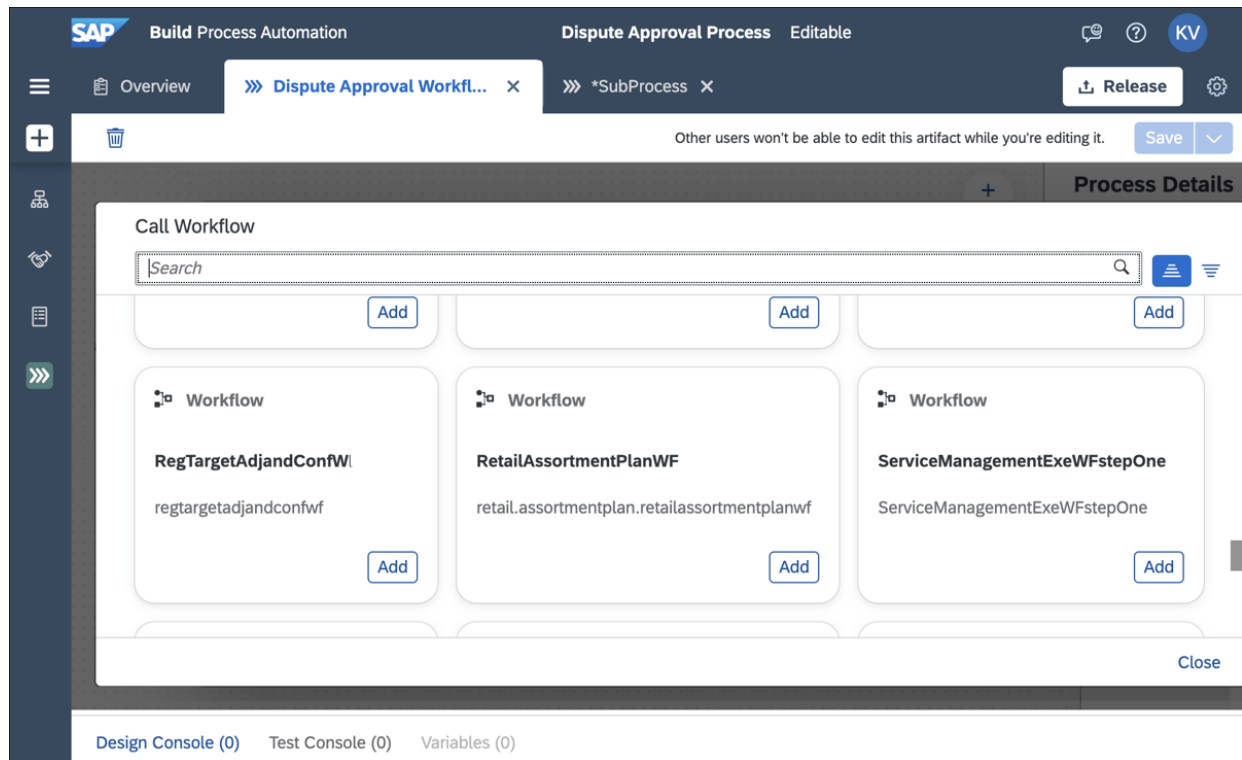 SAP Build Process Automation Dispute Approval Process Editable KV
Overview Dispute Approval Workfl... *SubProcess Release
Other users won't be able to edit this artifact while you're editing it. Save
Process Details
Call Workflow
Search
Add Add Add
Workflow Workflow Workflow
RegTargetAdjandConfW RetailAssortmentPlanWF ServiceManagementExeWFstepOne
regtargetadjandconfwf retail.assortmentplan.retailassortmentplanwf ServiceManagementExeWFstepOne
Add Add Add
Close
Design Console (0) Test Console (0) Variables (0)